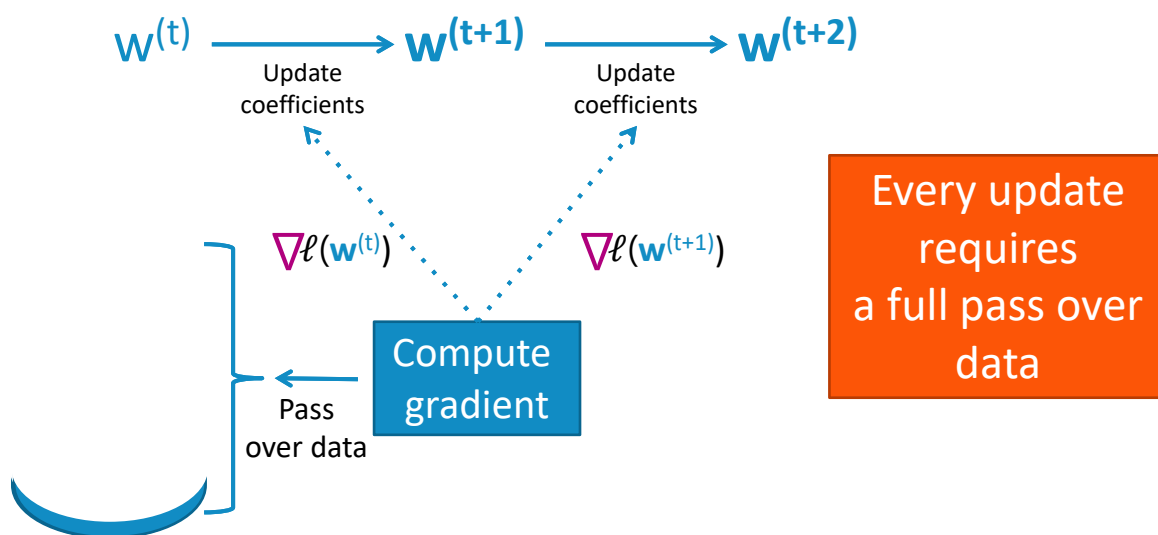 w(t) w(t+1) w(t+2)
Update
coefficients
Update
coefficients
∇ℓ(w(t))
∇ℓ(w(t+1))
Compute
gradient
Pass
over data
Every update
requires
a full pass over
data